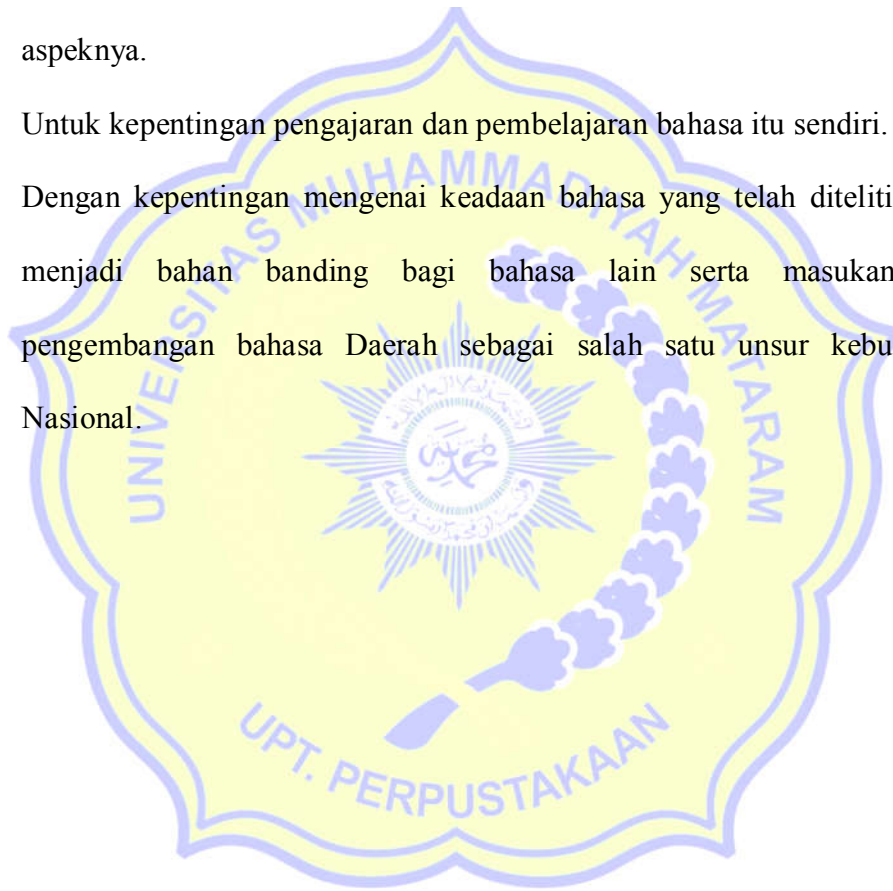 aspeknya.
Untuk kepentingan pengajaran dan pembelajaran bahasa itu sendiri.
Dengan kepentingan mengenai keadaan bahasa yang telah diteliti
menjadi bahan banding bagi bahasa lain serta masukan
pengembangan bahasa Daerah sebagai salah satu unsur kebu
Nasional.
UNIVERSITAS MUHAMMADIYAH MATARAM
UPT. PERPUSTAKAAN